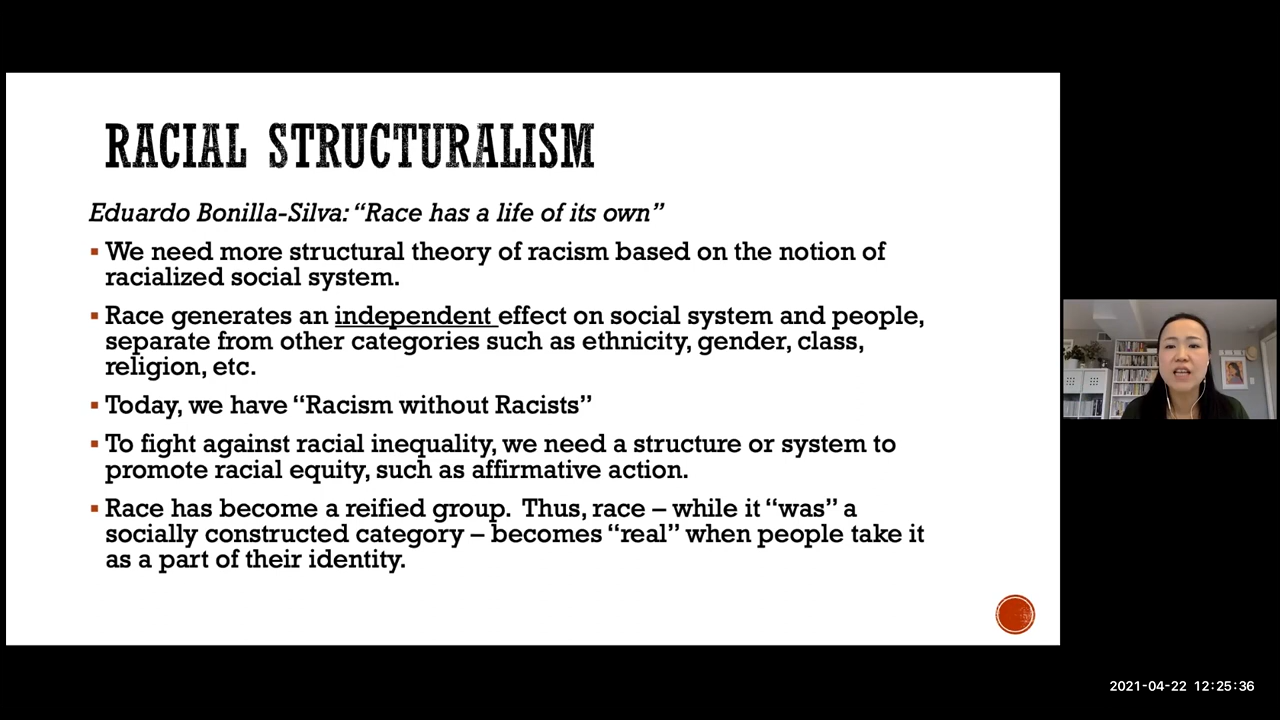 RACIAL STRUCTURALISM
Eduardo Bonilla-Silva: “Race has a life of its own”
▪ We need more structural theory of racism based on the notion of
racialized social system.
▪ Race generates an independent effect on social system and people,
separate from other categories such as ethnicity, gender, class,
religion, etc.
▪ Today, we have “Racism without Racists”
▪ To fight against racial inequality, we need a structure or system to
promote racial equity, such as affirmative action.
▪ Race has become a reified group.  Thus, race – while it “was” a
socially constructed category – becomes “real” when people take it
as a part of their identity.
2021-04-22 12:25:36